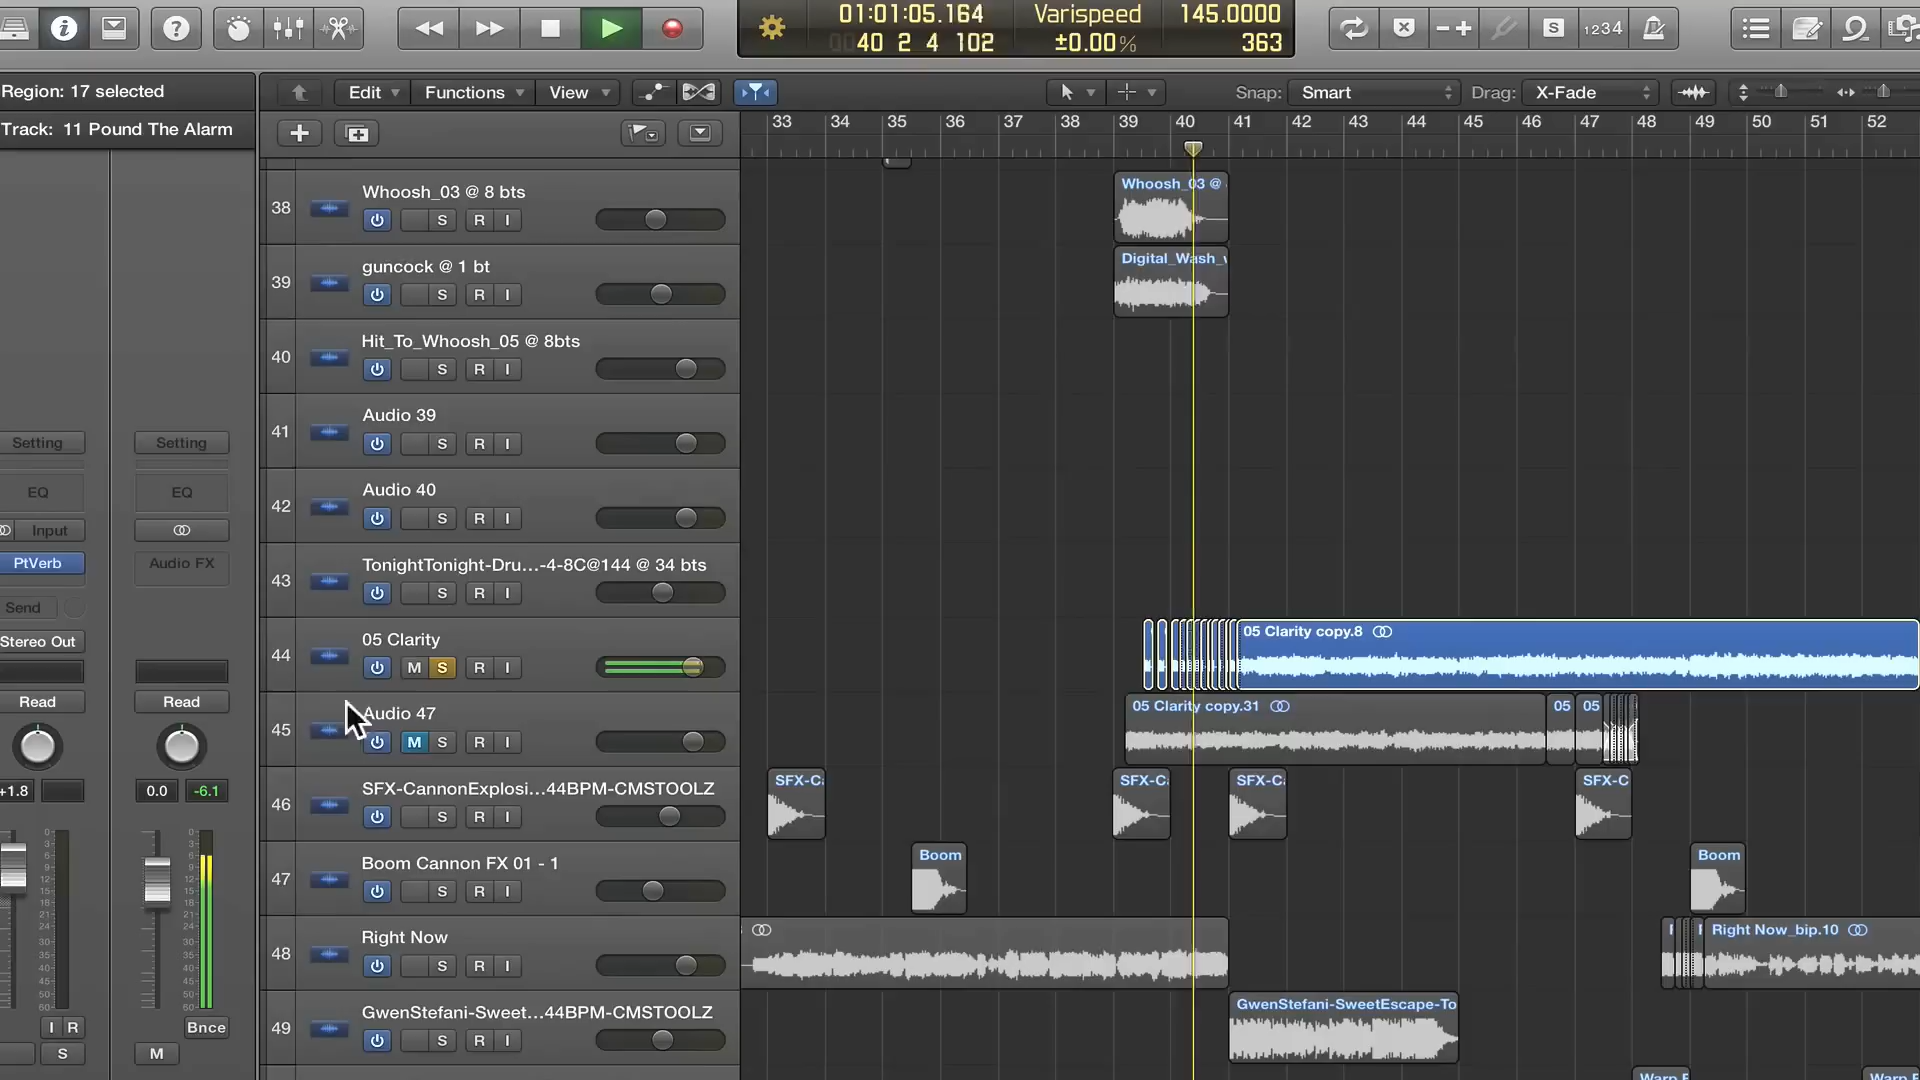 01:01:05.164
40 2 4 102
Varispeed
±0.00%
145.0000
363
S
1234
Region: 17 selected
Track: 11 Pound The Alarm
Edit
Functions
View
Snap: Smart
Drag: X-Fade
33 34 35 36 37 38 39 40 41 42 43 44 45 46 47 48 49 50 51 52
38
Whoosh_03 @ 8 bts
S R I
Whoosh_03 @
39
guncock @ 1 bt
S R I
Digital_Wash_
40
Hit_To_Whoosh_05 @ 8bts
S R I
41
Audio 39
S R I
42
Audio 40
S R I
43
TonightTonight-Dru...-4-8C@144 @ 34 bts
S R I
44
05 Clarity
M S R I
05 Clarity copy.8
45
Audio 47
M S R I
05 Clarity copy.31
05
05
46
SFX-CannonExplosi...44BPM-CMSTOOLZ
S R I
SFX-C
SFX-C
SFX-C
SFX-C
47
Boom Cannon FX 01 - 1
S R I
Boom
Boom
48
Right Now
S R I
Right Now_bip.10
49
GwenStefani-Sweet...44BPM-CMSTOOLZ
S R I
GwenStefani-SweetEscape-To
Setting
Setting
EQ
EQ
Input
PtVerb
Audio FX
Send
Stereo Out
Read
Read
+1.8
0.0
-6.1
I R
Bnce
S
M